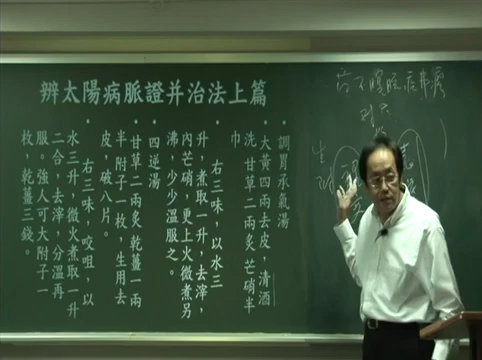 辨太陽病脈證并治法上篇
• 調胃承氣湯
大黃四兩去皮，清酒
洗 甘草二兩炙 芒硝半
巾
• 右三味，以水三
升，煮取一升，去滓，
內芒硝，更上火微煮另
沸，少少溫服之。
• 四逆湯
• 甘草二兩炙 乾薑一兩
半 附子一枚，生用去
皮，破八片。
• 右三味，咬咀，以
水三升，微火煮取一升
二合，去滓，分溫再
服。強人可大附子一
枚，乾薑三錢。
生